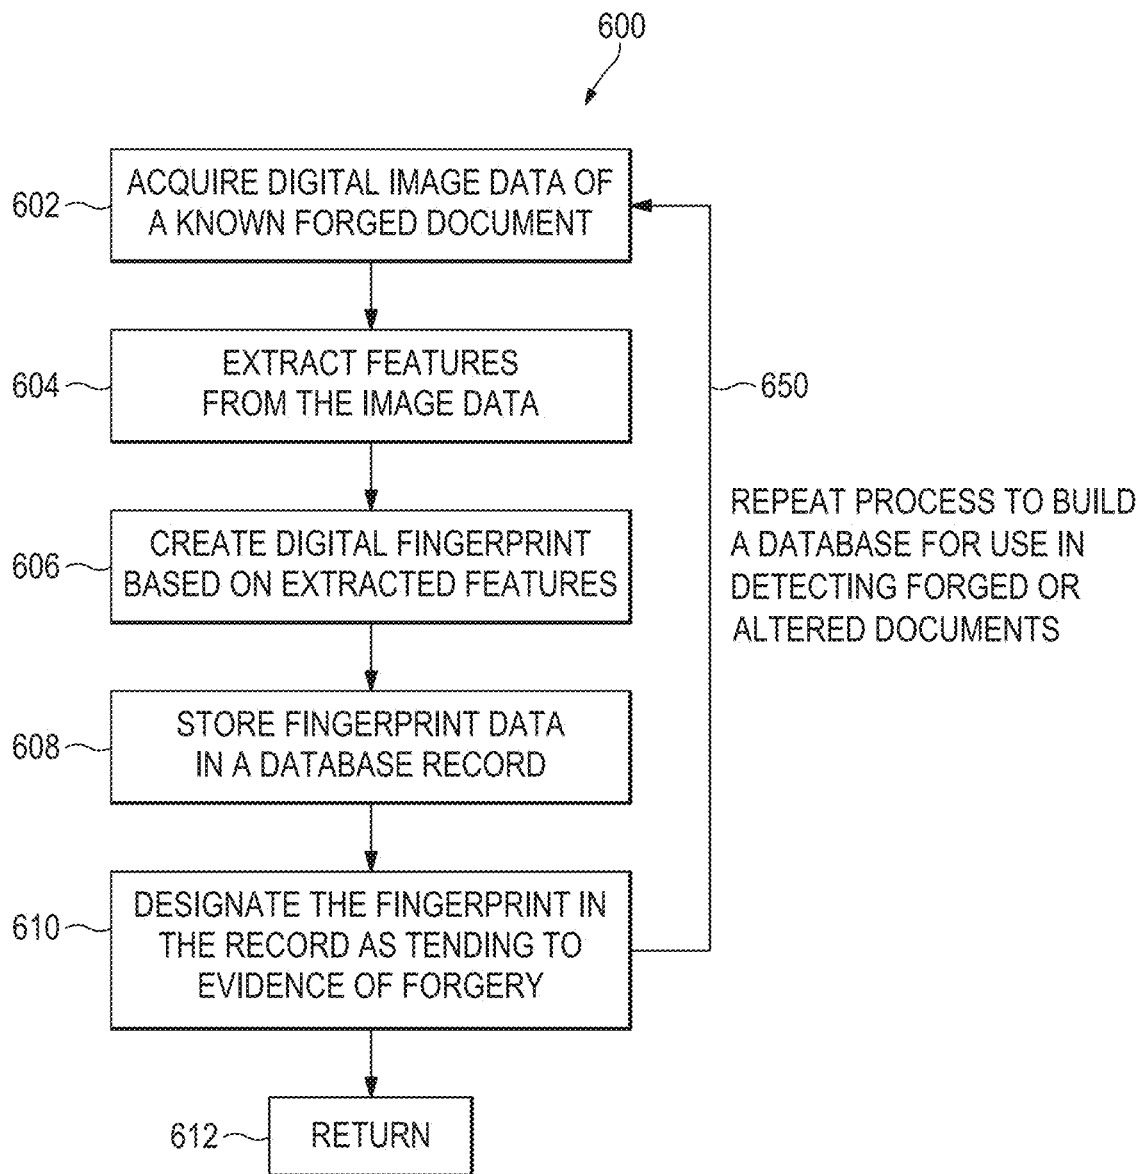 600
602
ACQUIRE DIGITAL IMAGE DATA OF
A KNOWN FORGED DOCUMENT
604
EXTRACT FEATURES
FROM THE IMAGE DATA
650
606
CREATE DIGITAL FINGERPRINT
BASED ON EXTRACTED FEATURES
REPEAT PROCESS TO BUILD
A DATABASE FOR USE IN
DETECTING FORGED OR
ALTERED DOCUMENTS
608
STORE FINGERPRINT DATA
IN A DATABASE RECORD
610
DESIGNATE THE FINGERPRINT IN
THE RECORD AS TENDING TO
EVIDENCE OF FORGERY
612
RETURN